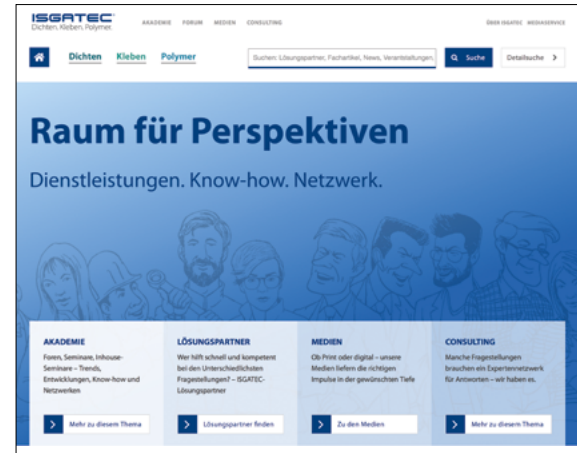 ISGATEC
Dichten. Kleben. Polymer.
AKADEMIE FORUM MEDIEN CONSULTING
ÜBER ISGATEC MEDIASERVICE
Dichten Kleben Polymer
Suchen: Lösungspartner, Fachartikel, News, Veranstaltungen,
Suche
Detailsuche
Raum für Perspektiven
Dienstleistungen. Know-how. Netzwerk.
AKADEMIE
Foren, Seminare, Inhouse-
Seminare – Trends,
Entwicklungen, Know-how und
Netzwerken
Mehr zu diesem Thema
LÖSUNGSPARTNER
Wer hilft schnell und kompetent
bei den Unterschiedlichsten
Fragestellungen? – ISGATEC-
Lösungspartner
Lösungspartner finden
MEDIEN
Ob Print oder digital – unsere
Medien liefern die richtigen
Impulse in der gewünschten Tiefe
Zu den Medien
CONSULTING
Manche Fragestellungen
brauchen ein Expertennetzwerk
für Antworten – wir haben es.
Mehr zu diesem Thema